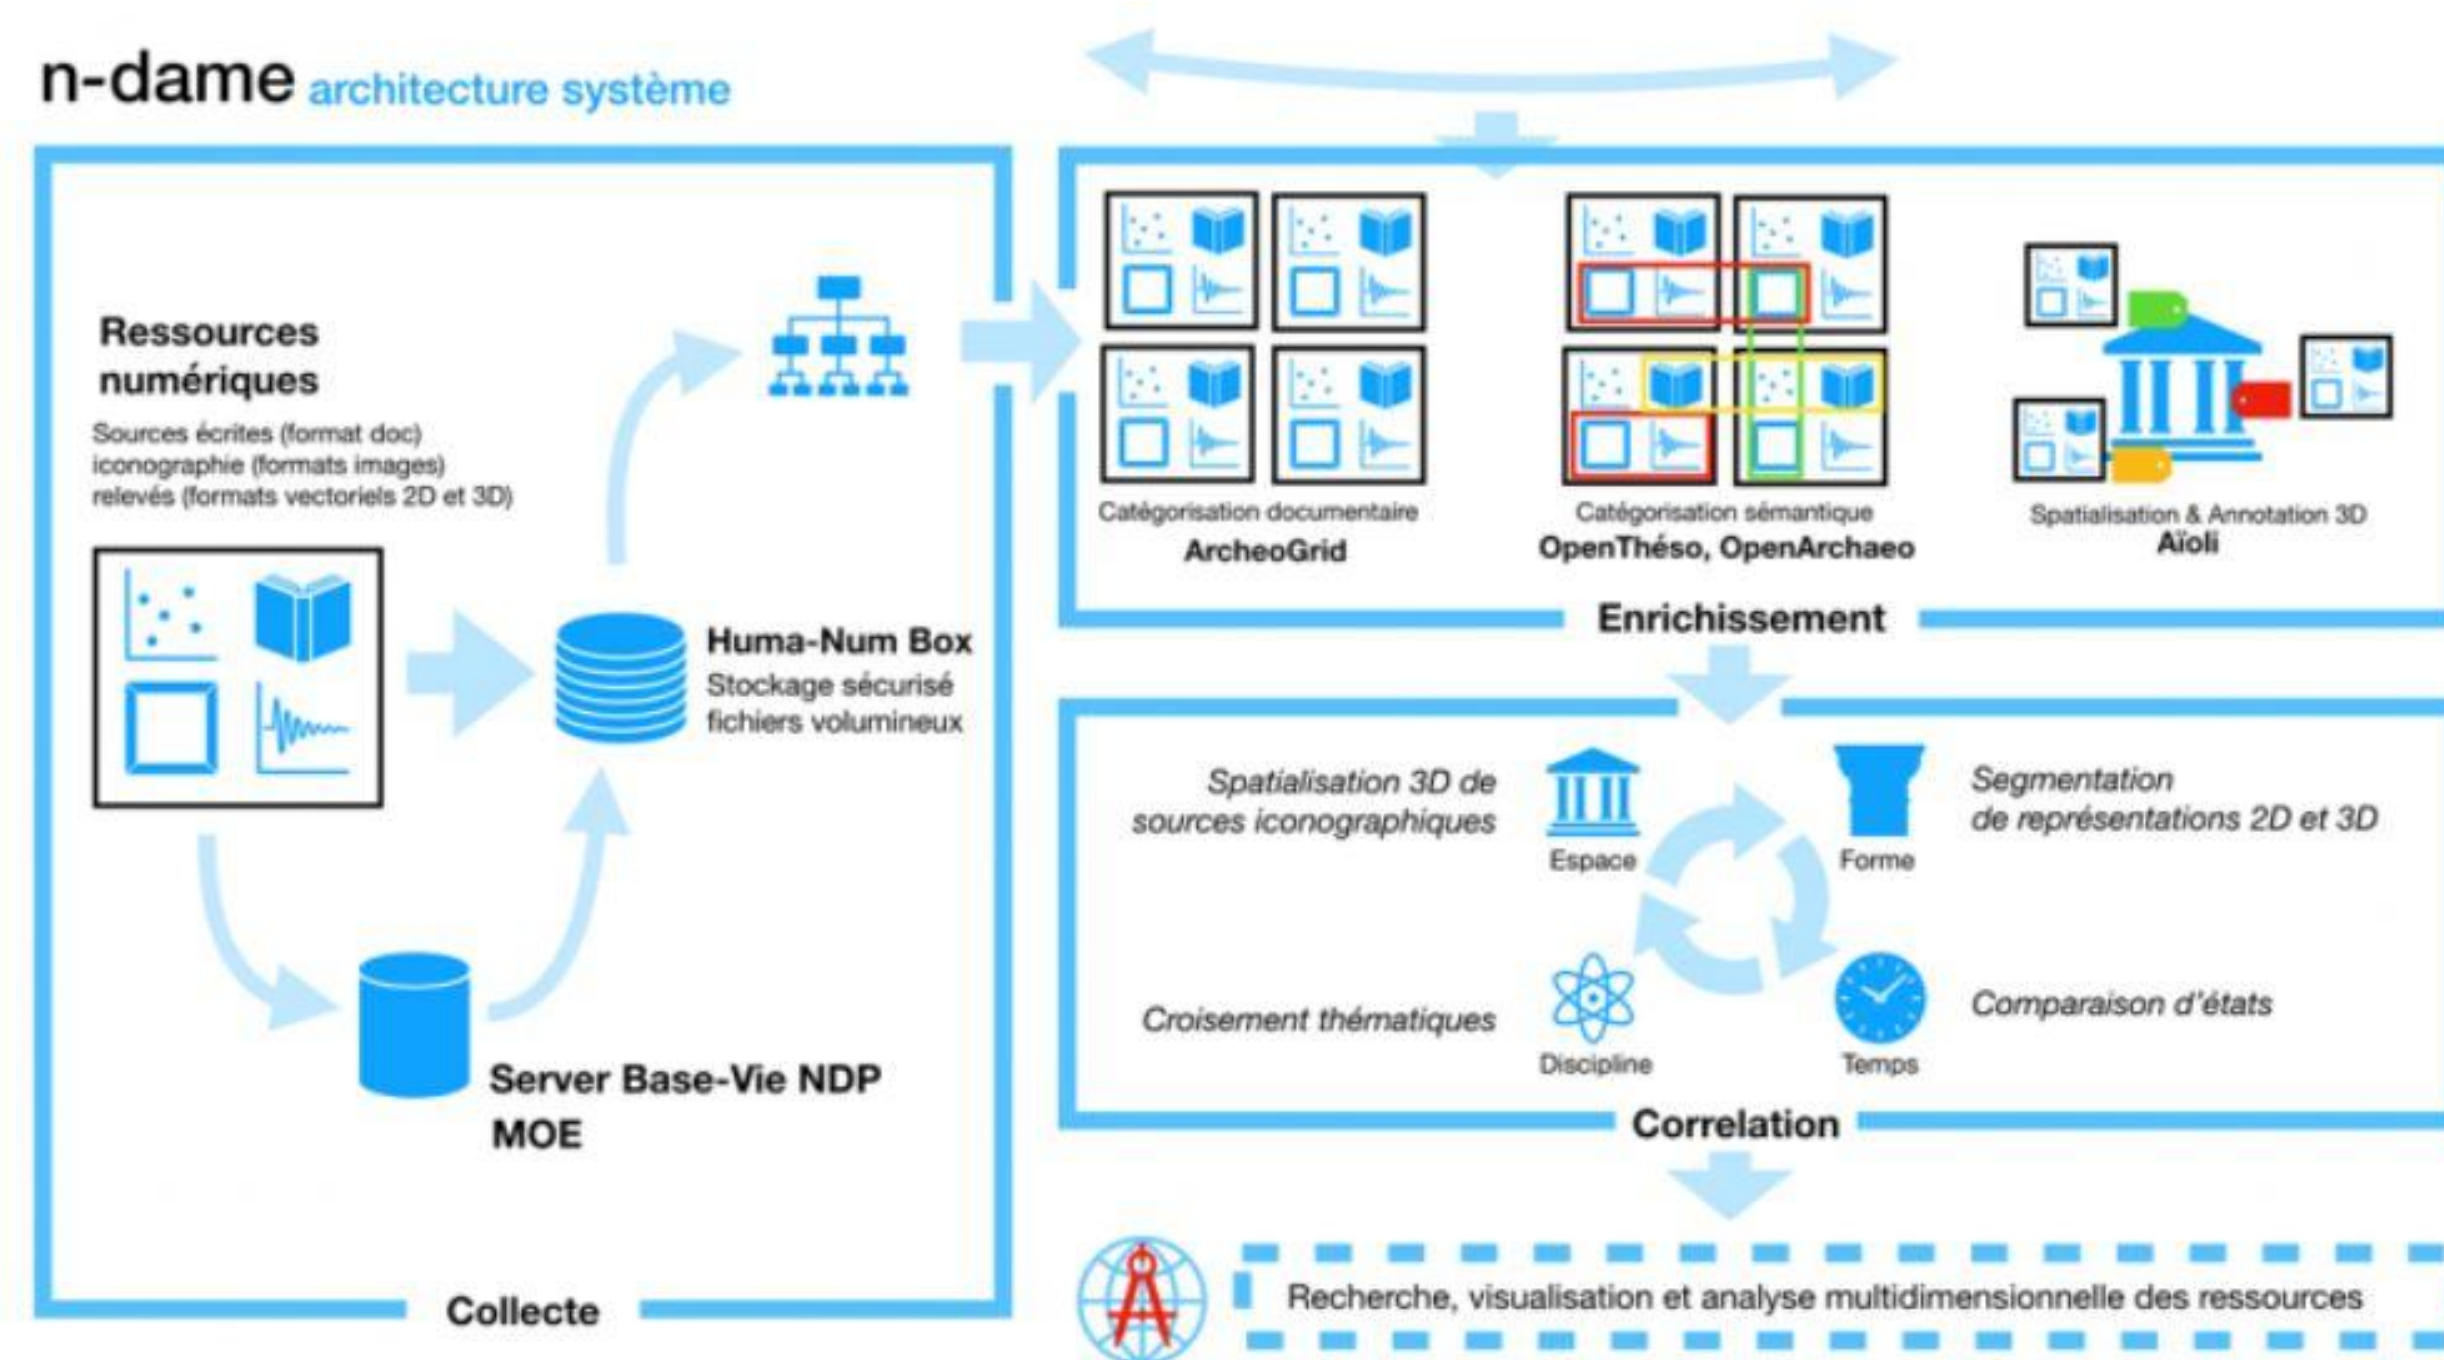 n-dame architecture système
Ressources
numériques
Sources écrites (format doc)
iconographie (formats images)
relevés (formats vectoriels 2D et 3D)
Huma-Num Box
Stockage sécurisé
fichiers volumineux
Server Base-Vie NDP
MOE
Collecte
Catégorisation documentaire
ArcheoGrid
Catégorisation sémantique
OpenThéso, OpenArchaeo
Spatialisation & Annotation 3D
Aïoli
Enrichissement
Spatialisation 3D de
sources iconographiques
Espace
Forme
Segmentation
de représentations 2D et 3D
Croisement thématiques
Discipline
Temps
Comparaison d'états
Correlation
Recherche, visualisation et analyse multidimensionnelle des ressources